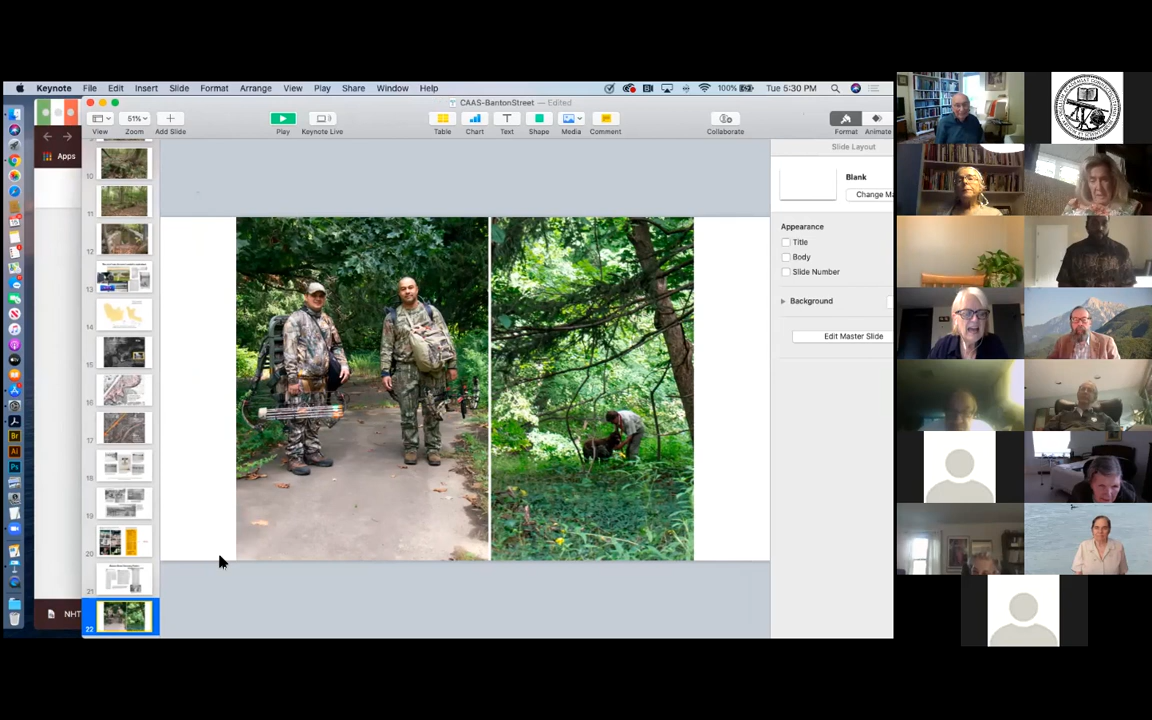 Keynote File Edit Insert Slide Format Arrange View Play Share Window Help
100% Tue 5:30 PM
CAAS-BantonStreet — Edited
51%
View Zoom Add Slide Play Keynote Live Table Chart Text Shape Media Comment Collaborate Format Animate
Apps
Slide Layout
Blank
Change Ma
Appearance
Title
Body
Slide Number
Background
Edit Master Slide
10
11
12
13
14
15
16
17
18
19
20
21
22
NHT